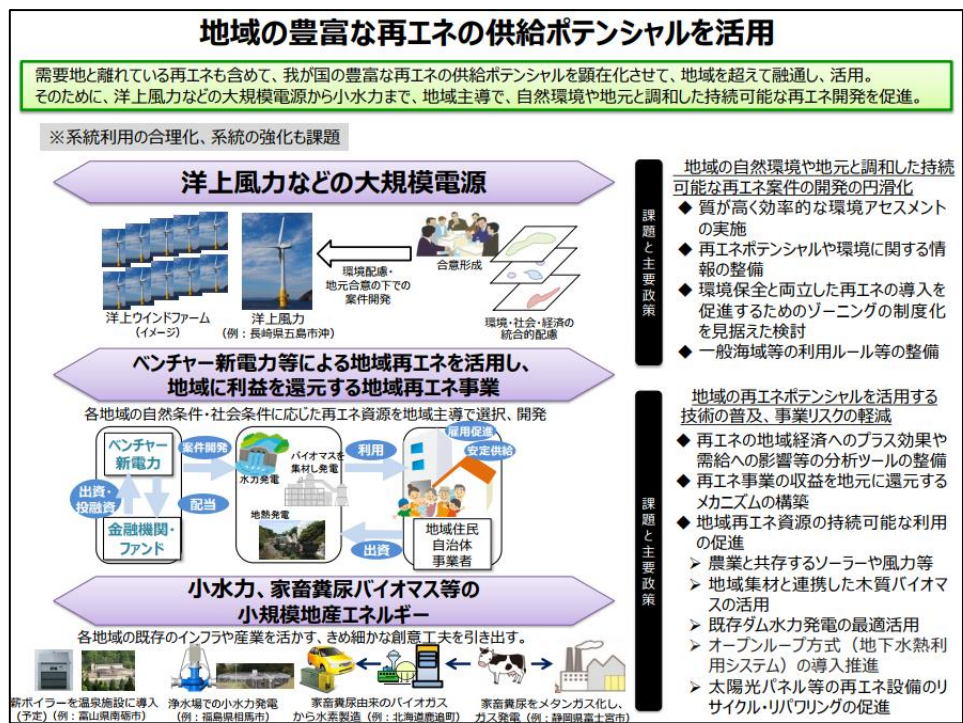 地域の豊富な再エネの供給ポテンシャルを活用
需要地と離れている再エネも含めて、我が国の豊富な再エネの供給ポテンシャルを顕在化させて、地域を超えて融通し、活用。
そのために、洋上風力などの大規模電源から小水力まで、地域主導で、自然環境や地元と調和した持続可能な再エネ開発を促進。
※系統利用の合理化、系統の強化も課題
洋上風力などの大規模電源
環境配慮・
地元合意の下での
案件開発
合意形成
環境・社会・経済の
統合的配慮
洋上ウインドファーム
(イメージ)
洋上風力
(例:長崎県五島市沖)
課題と主要政策
地域の自然環境や地元と調和した持続
可能な再エネ案件の開発の円滑化
◆ 質が高く効率的な環境アセスメント
の実施
◆ 再エネポテンシャルや環境に関する情
報の整備
◆ 環境保全と両立した再エネの導入を
促進するためのゾーニングの制度化
を見据えた検討
◆ 一般海域等の利用ルール等の整備
ベンチャー新電力等による地域再エネを活用し、
地域に利益を還元する地域再エネ事業
各地域の自然条件・社会条件に応じた再エネ資源を地域主導で選択、開発
ベンチャー
新電力
案件開発
出資・
投融資
配当
金融機関・
ファンド
水力発電
バイオマスを
集材し発電
地熱発電
利用
出資
雇用促進
安定供給
地域住民
自治体
事業者
課題と主要政策
地域の再エネポテンシャルを活用する
技術の普及、事業リスクの軽減
◆ 再エネの地域経済へのプラス効果や
需給への影響等の分析ツールの整備
◆ 再エネ事業の収益を地元に還元する
メカニズムの構築
◆ 地域再エネ資源の持続可能な利用
の促進
➢ 農業と共存するソーラーや風力等
➢ 地域集材と連携した木質バイオマ
スの活用
➢ 既存ダム水力発電の最適活用
➢ オープンループ方式(地下水熱利
用システム)の導入推進
➢ 太陽光パネル等の再エネ設備のリ
サイクル・リパワリングの促進
小水力、家畜糞尿バイオマス等の
小規模地産エネルギー
各地域の既存のインフラや産業を活かす、きめ細かな創意工夫を引き出す。
薪ボイラーを温泉施設に導入
(予定)(例:富山県南砺市)
浄水場での小水力発電
(例:福島県相馬市)
家畜糞尿由来のバイオガス
から水素製造(例:北海道鹿追町)
家畜糞尿をメタンガス化し、
ガス発電(例:静岡県富士宮市)